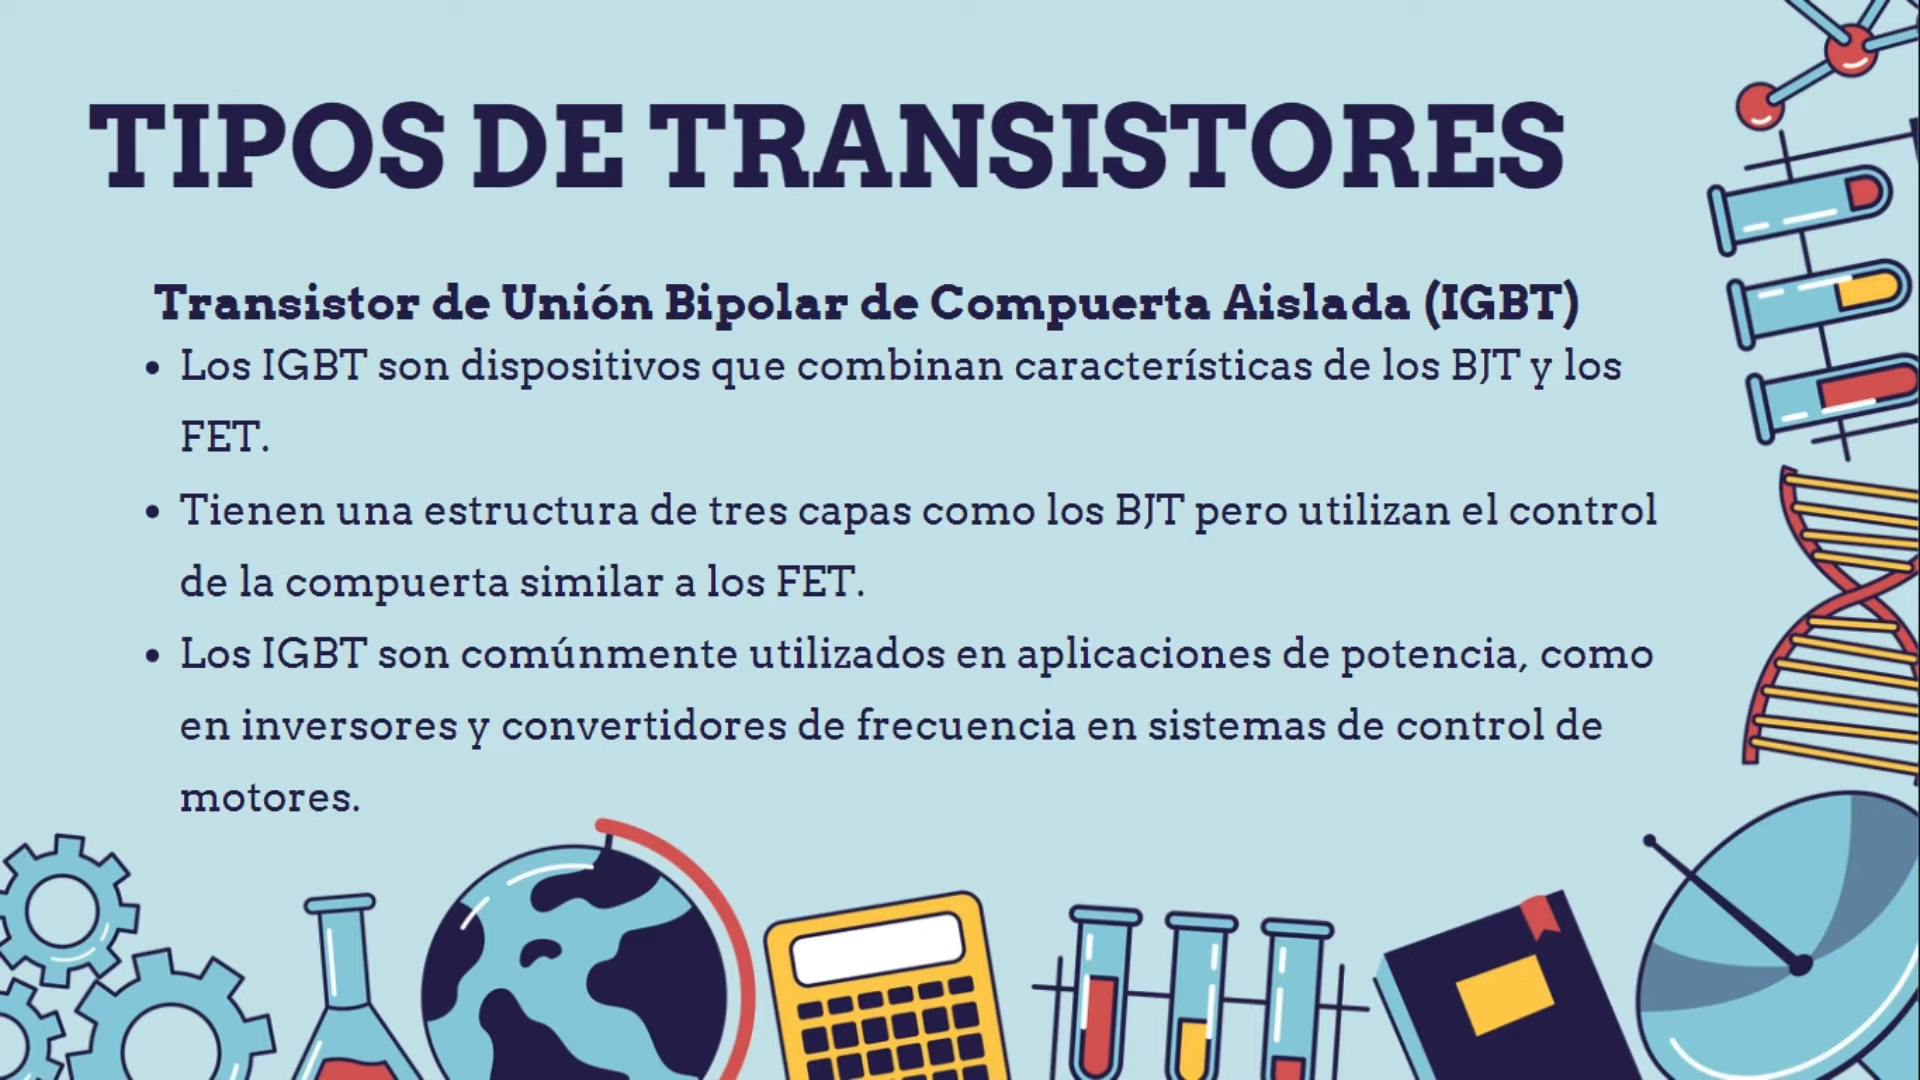 TIPOS DE TRANSISTORES
Transistor de Unión Bipolar de Compuerta Aislada (IGBT)
• Los IGBT son dispositivos que combinan características de los BJT y los
FET.
• Tienen una estructura de tres capas como los BJT pero utilizan el control
de la compuerta similar a los FET.
• Los IGBT son comúnmente utilizados en aplicaciones de potencia, como
en inversores y convertidores de frecuencia en sistemas de control de
motores.